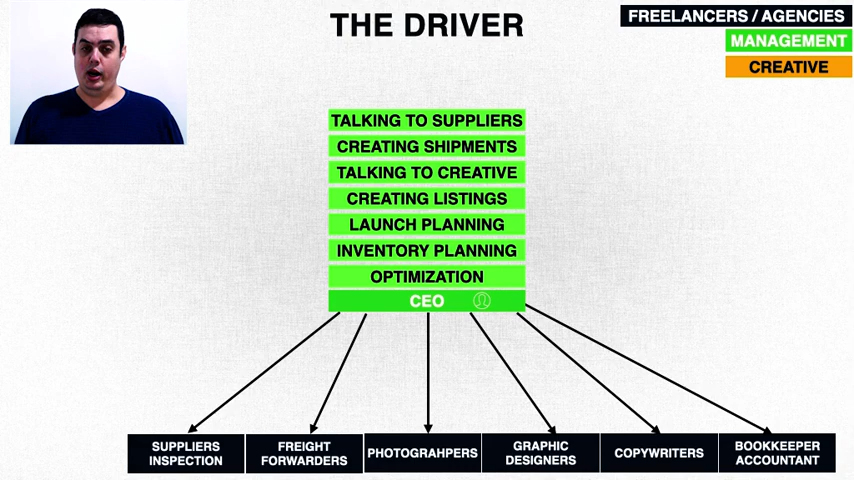 THE DRIVER
FREELANCERS / AGENCIES
MANAGEMENT
CREATIVE
TALKING TO SUPPLIERS
CREATING SHIPMENTS
TALKING TO CREATIVE
CREATING LISTINGS
LAUNCH PLANNING
INVENTORY PLANNING
OPTIMIZATION
CEO
SUPPLIERS
INSPECTION
FREIGHT
FORWARDERS
PHOTOGRAHPERS
GRAPHIC
DESIGNERS
COPYWRITERS
BOOKKEEPER
ACCOUNTANT